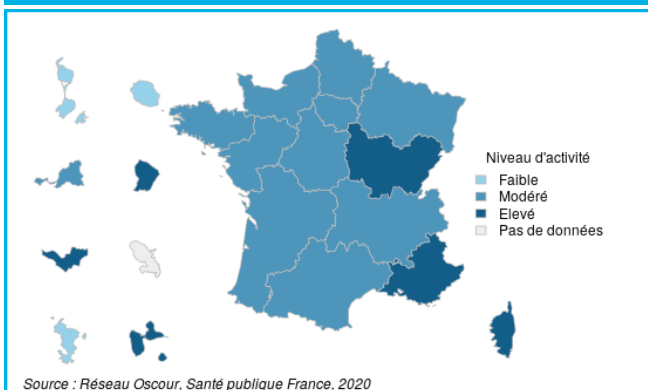 Niveau d'activité
Faible
Modéré
Elevé
Pas de données
Source : Réseau Oscour, Santé publique France, 2020